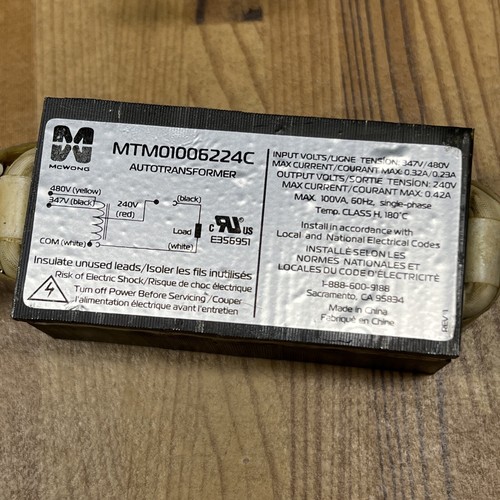 MCWONG
MTM01006224C
AUTOTRANSFORMER
480V (yellow)
347V (black)
240V
(red)
(black)
Load
COM (white)
(white)
c RU US
E356951
Insulate unused leads/Isoler les fils inutilisés
Risk of Electric Shock/Risque de choc électrique
Turn off Power Before Servicing /Couper
l'alimentation électrique avant l'entretien
INPUT VOLTS/LIGNE TENSION: 347V/480V
MAX CURRENT/COURANT MAX: 0.32A/0.23A
OUTPUT VOLTS/SORTIE TENSION: 240V
MAX CURRENT/COURANT MAX: 0.42A
MAX. 100VA, 60Hz, single-phase
Temp. CLASS H, 180°C
Install in accordance with
Local and National Electrical Codes
INSTALLÉ SELON LES
NORMES NATIONALES ET
LOCALES DU CODE D'ÉLECTRICITÉ
1-888-600-9188
Sacramento, CA 95834
Made in China
Fabriqué en Chine
REV 1